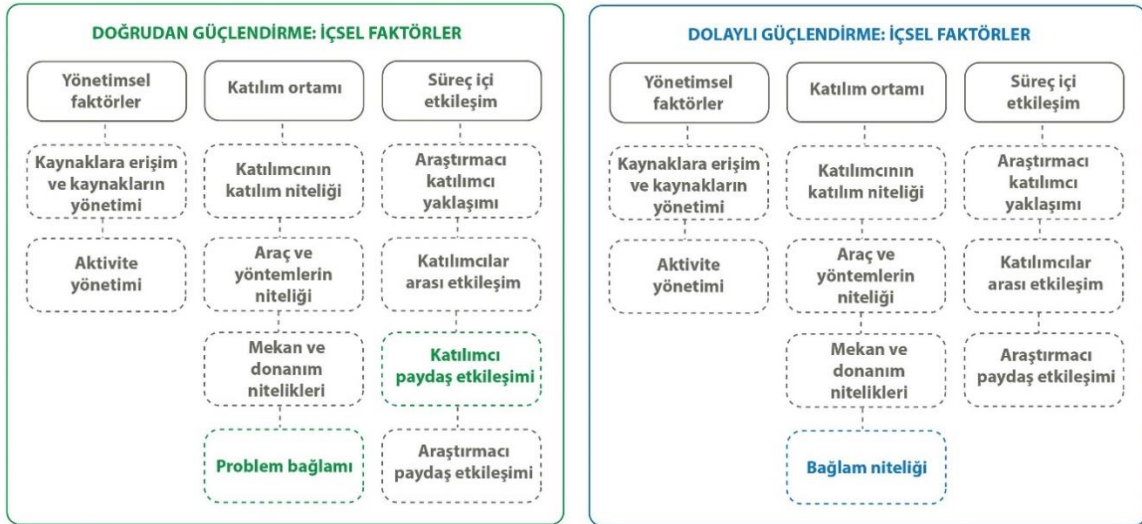 DOĞRUDAN GÜÇLENDİRME: İÇSEL FAKTÖRLER
Yönetimsel
faktörler
Kaynaklara erişim
ve kaynakların
yönetimi
Aktivite
yönetimi
Katılım ortamı
Katılımcının
katılım niteliği
Araç ve
yöntemlerin
niteliği
Mekan ve
donanım
nitelikleri
Problem bağlamı
Süreç içi
etkileşim
Araştırmacı
katılımcı
yaklaşımı
Katılımcılar
arası etkileşim
Katılımcı
paydaş etkileşimi
Araştırmacı
paydaş etkileşimi
DOLAYLI GÜÇLENDİRME: İÇSEL FAKTÖRLER
Yönetimsel
faktörler
Kaynaklara erişim
ve kaynakların
yönetimi
Aktivite
yönetimi
Katılım ortamı
Katılımcının
katılım niteliği
Araç ve
yöntemlerin
niteliği
Mekan ve
donanım
nitelikleri
Bağlam niteliği
Süreç içi
etkileşim
Araştırmacı
katılımcı
yaklaşımı
Katılımcılar
arası etkileşim
Araştırmacı
paydaş etkileşimi